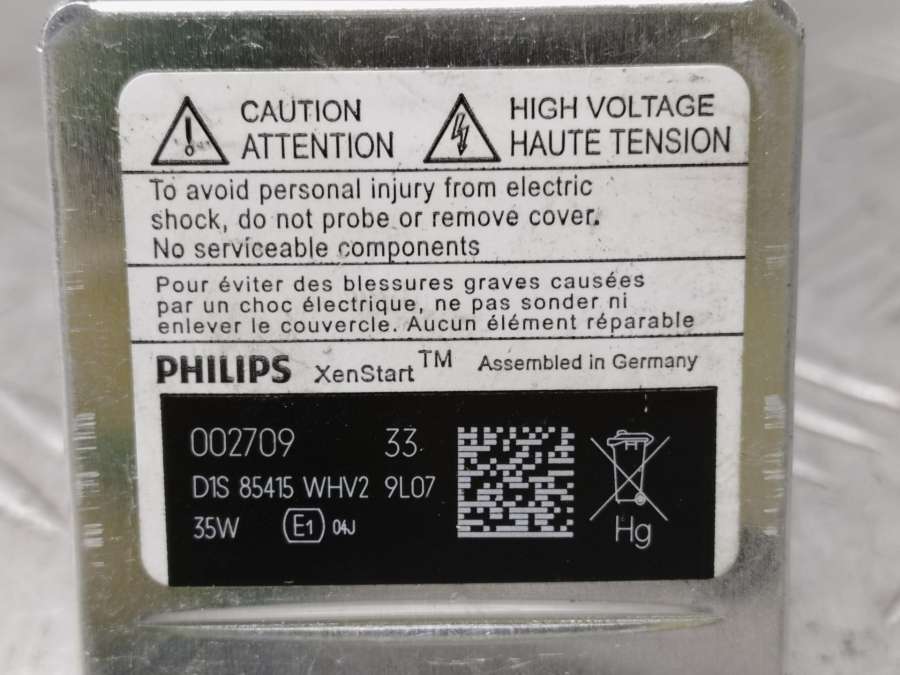 CAUTION
ATTENTION
HIGH VOLTAGE
HAUTE TENSION
To avoid personal injury from electric
shock, do not probe or remove cover.
No serviceable components
Pour éviter des blessures graves causées
par un choc électrique, ne pas sonder ni
enlever le couvercle. Aucun élément réparable
PHILIPS XenStart™ Assembled in Germany
002709 33
D1S 85415 WHV2 9L07
35W E1 04J
Hg